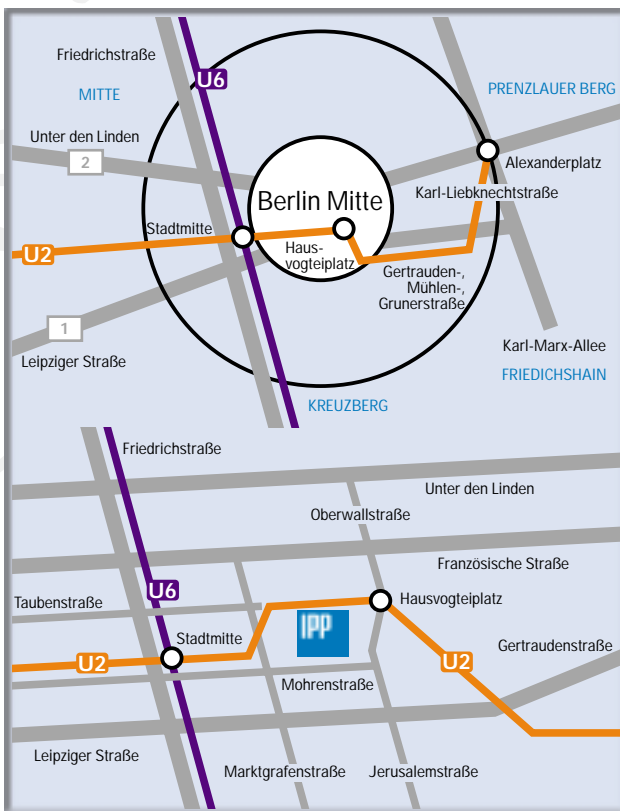 Friedrichstraße
U6
MITTE
PRENZLAUER BERG
Unter den Linden
2
Alexanderplatz
Karl-Liebknechtstraße
Berlin Mitte
Stadtmitte
U2
Haus-
vogteiplatz
Gertrauden-,
Mühlen-,
Grunerstraße
1
Leipziger Straße
Karl-Marx-Allee
FRIEDICHSHAIN
KREUZBERG
Friedrichstraße
Unter den Linden
Oberwallstraße
Französische Straße
U6
Taubenstraße
Hausvogteiplatz
IPP
Stadtmitte
U2
U2
Gertraudenstraße
Mohrenstraße
Leipziger Straße
Marktgrafenstraße
Jerusalemstraße